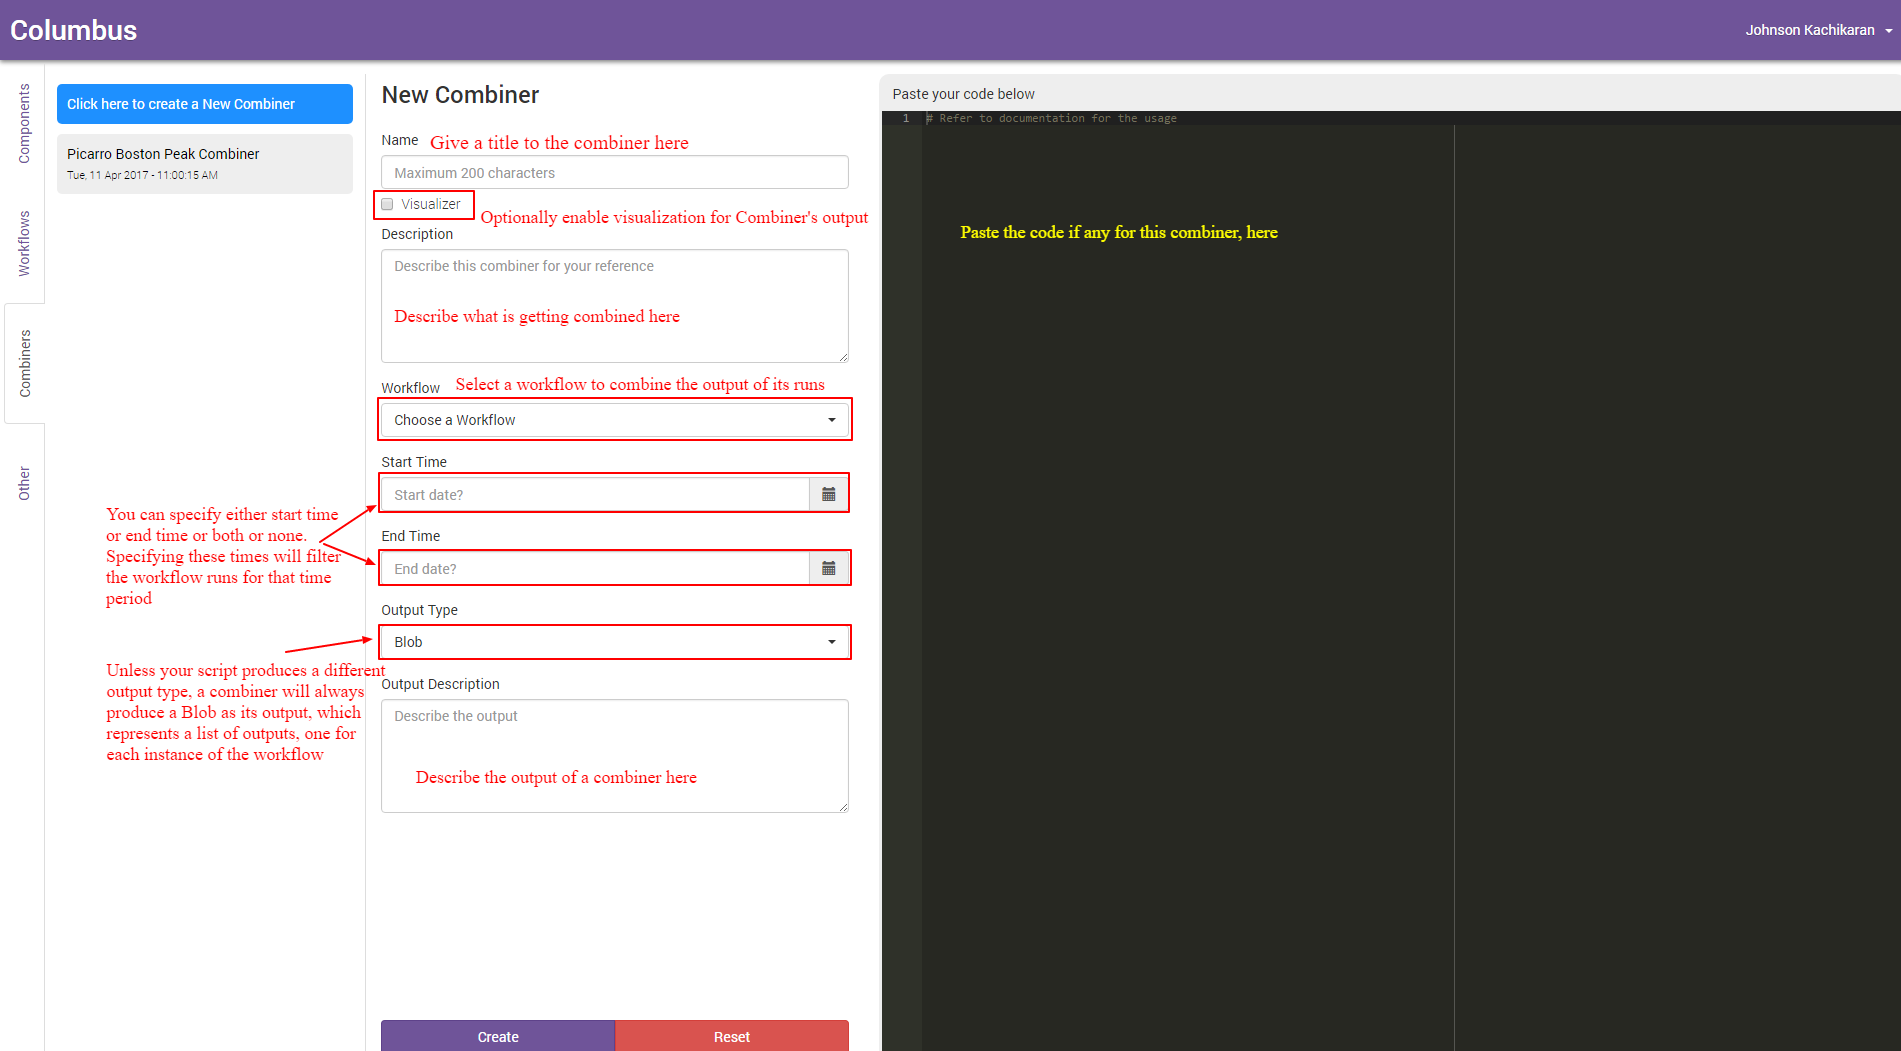 Columbus
Johnson Kachikaran
Components
Workflows
Combiners
Other
Click here to create a New Combiner
Picarro Boston Peak Combiner
Tue, 11 Apr 2017 - 11:00:15 AM
You can specify either start time
or end time or both or none.
Specifying these times will filter
the workflow runs for that time
period
Unless your script produces a different
output type, a combiner will always
produce a Blob as its output, which
represents a list of outputs, one for
each instance of the workflow
New Combiner
Name Give a title to the combiner here
Maximum 200 characters
Visualizer
Optionally enable visualization for Combiner's output
Description
Describe this combiner for your reference
Describe what is getting combined here
Workflow Select a workflow to combine the output of its runs
Choose a Workflow
Start Time
Start date?
End Time
End date?
Output Type
Blob
Output Description
Describe the output
Describe the output of a combiner here
Create
Reset
Paste your code below
1 # Refer to documentation for the usage
Paste the code if any for this combiner, here